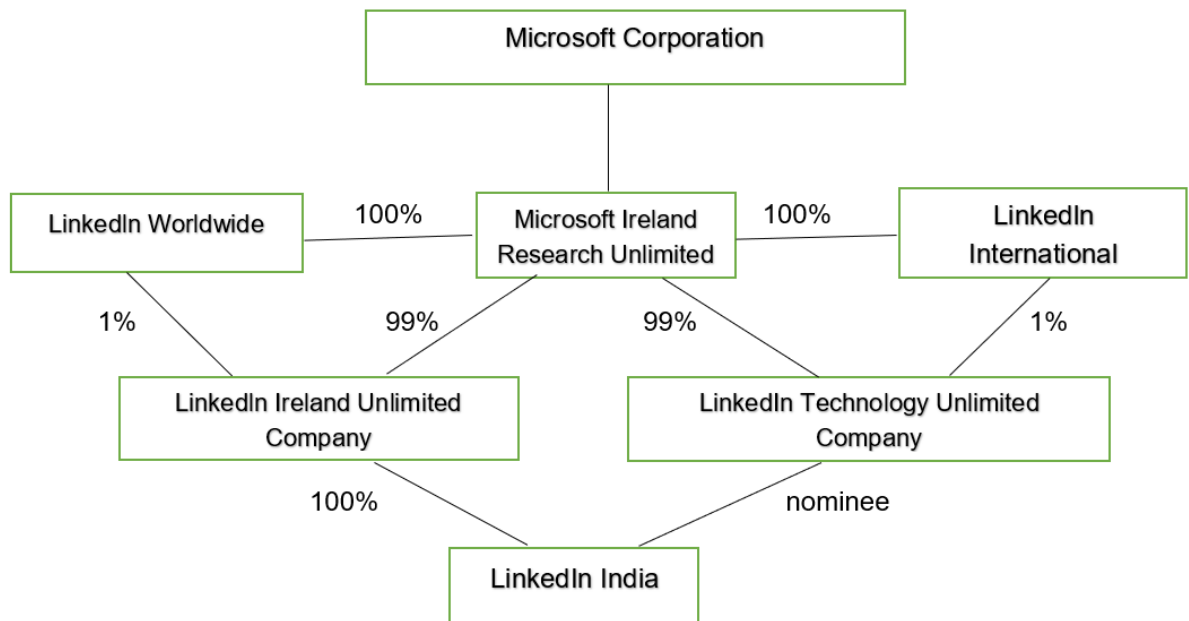 Microsoft Corporation
LinkedIn Worldwide
100%
Microsoft Ireland
Research Unlimited
100%
LinkedIn
International
1%
99%
99%
1%
LinkedIn Ireland Unlimited
Company
LinkedIn Technology Unlimited
Company
100%
nominee
LinkedIn India